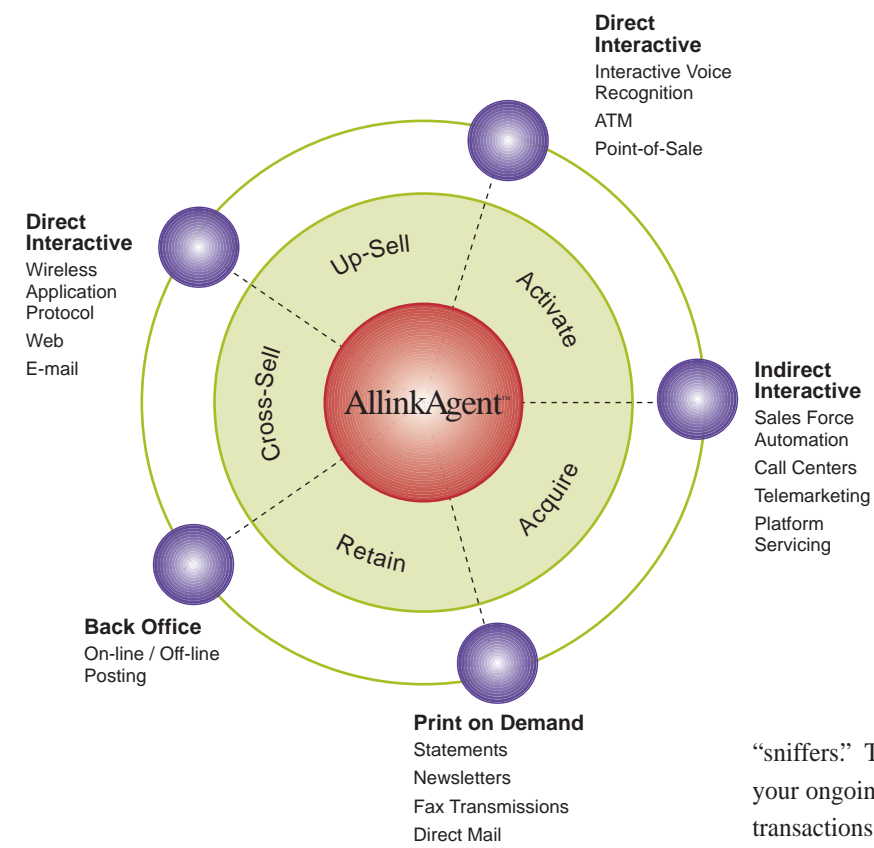 Direct
Interactive
Interactive Voice
Recognition
ATM
Point-of-Sale
Direct
Interactive
Wireless
Application
Protocol
Web
E-mail
Up-Sell
Activate
Cross-Sell
AllinkAgent™
Acquire
Retain
Indirect
Interactive
Sales Force
Automation
Call Centers
Telemarketing
Platform
Servicing
Back Office
On-line / Off-line
Posting
Print on Demand
Statements
Newsletters
Fax Transmissions
Direct Mail
“sniffers.”
your
transactions